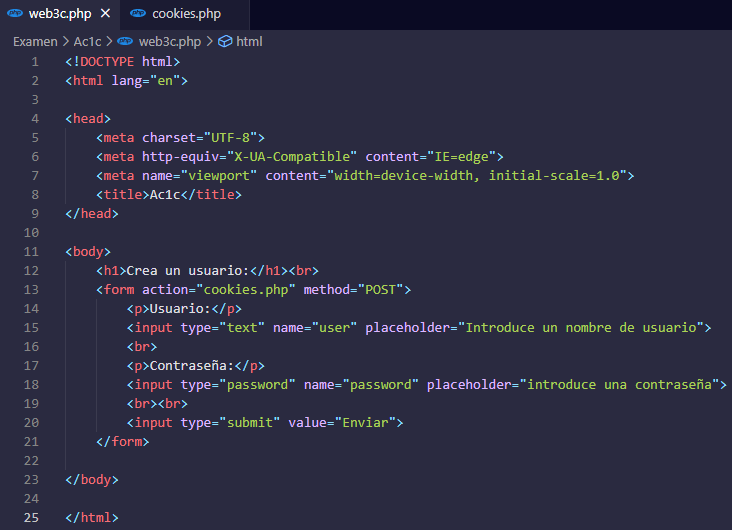 web3c.php cookies.php
Examen > Ac1c > web3c.php > html
1 <!DOCTYPE html>
2 <html lang="en">
3
4 <head>
5 <meta charset="UTF-8">
6 <meta http-equiv="X-UA-Compatible" content="IE=edge">
7 <meta name="viewport" content="width=device-width, initial-scale=1.0">
8 <title>Ac1c</title>
9 </head>
10
11 <body>
12 <h1>Crea un usuario:</h1><br>
13 <form action="cookies.php" method="POST">
14 <p>Usuario:</p>
15 <input type="text" name="user" placeholder="Introduce un nombre de usuario">
16 <br>
17 <p>Contraseña:</p>
18 <input type="password" name="password" placeholder="introduce una contraseña">
19 <br><br>
20 <input type="submit" value="Enviar">
21 </form>
22
23 </body>
24
25 </html>